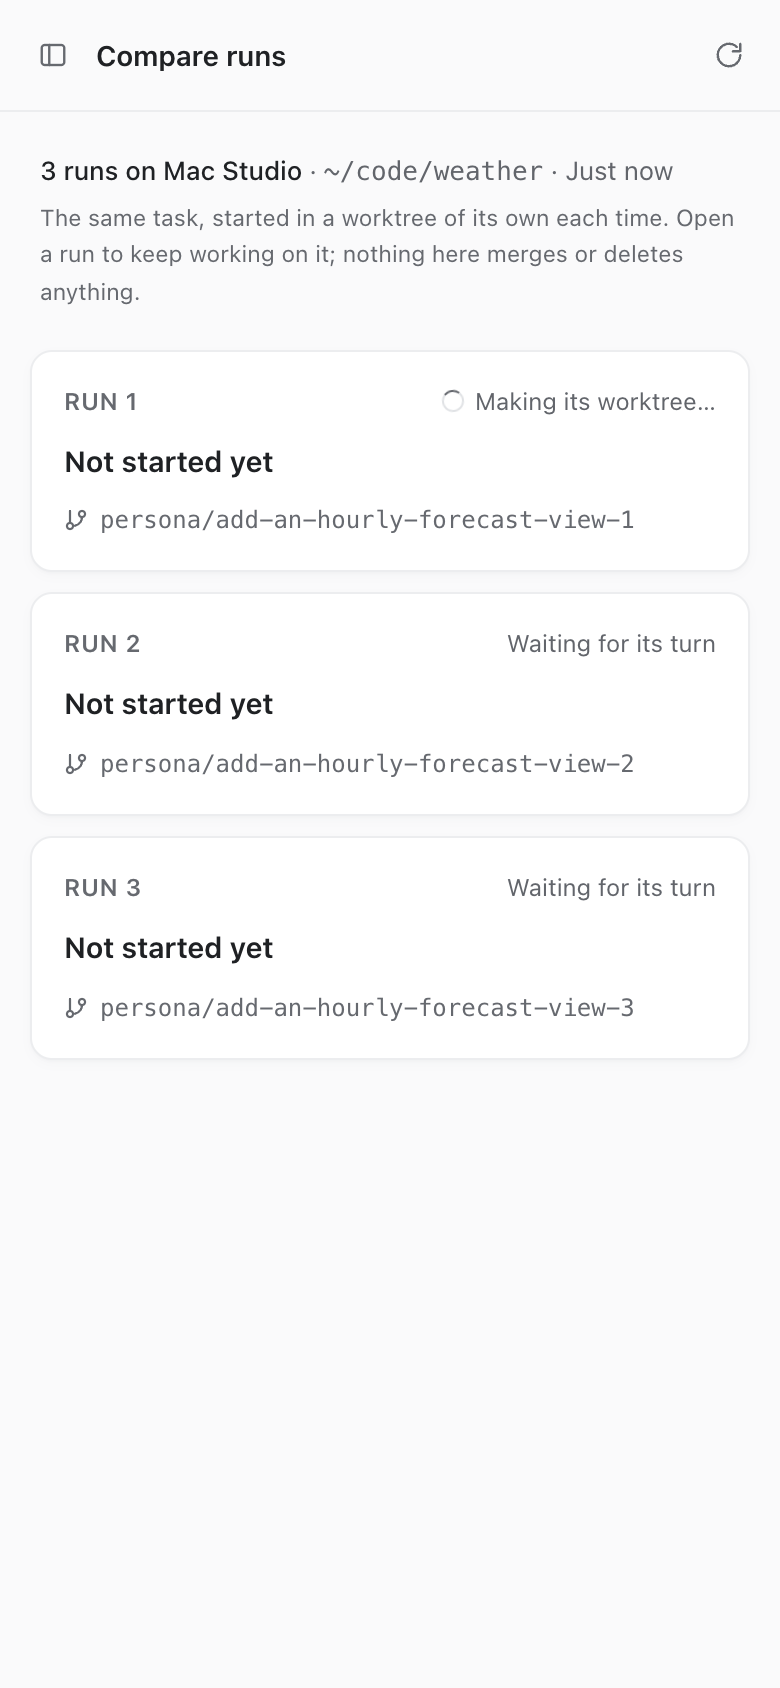 Compare runs
3 runs on Mac Studio · ~/code/weather · Just now
The same task, started in a worktree of its own each time. Open
a run to keep working on it; nothing here merges or deletes
anything.
RUN 1
Making its worktree…
Not started yet
persona/add-an-hourly-forecast-view-1
RUN 2
Waiting for its turn
Not started yet
persona/add-an-hourly-forecast-view-2
RUN 3
Waiting for its turn
Not started yet
persona/add-an-hourly-forecast-view-3